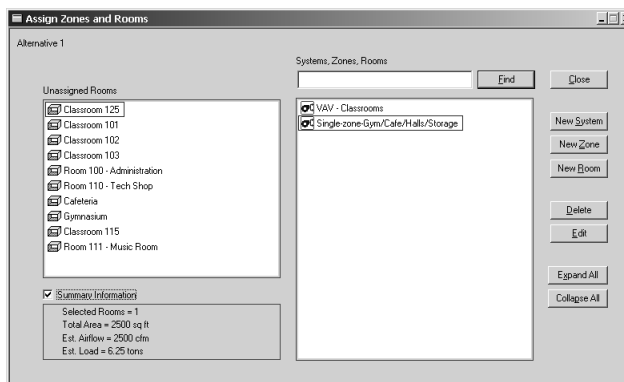 Assign Zones and Rooms
Alternative 1
Systems, Zones, Rooms
Find
Close
Unassigned Rooms
Classroom 125
Classroom 101
Classroom 102
Classroom 103
Room 100 - Administration
Room 110 - Tech Shop
Cafeteria
Gymnasium
Classroom 115
Room 111 - Music Room
VAV - Classrooms
Single-zone-Gym/Cafe/Halls/Storage
New System
New Zone
New Room
Delete
Edit
Expand All
Collapse All
Summary Information
Selected Rooms = 1
Total Area = 2500 sq ft
Est. Airflow = 2500 cfm
Est. Load = 6.25 tons